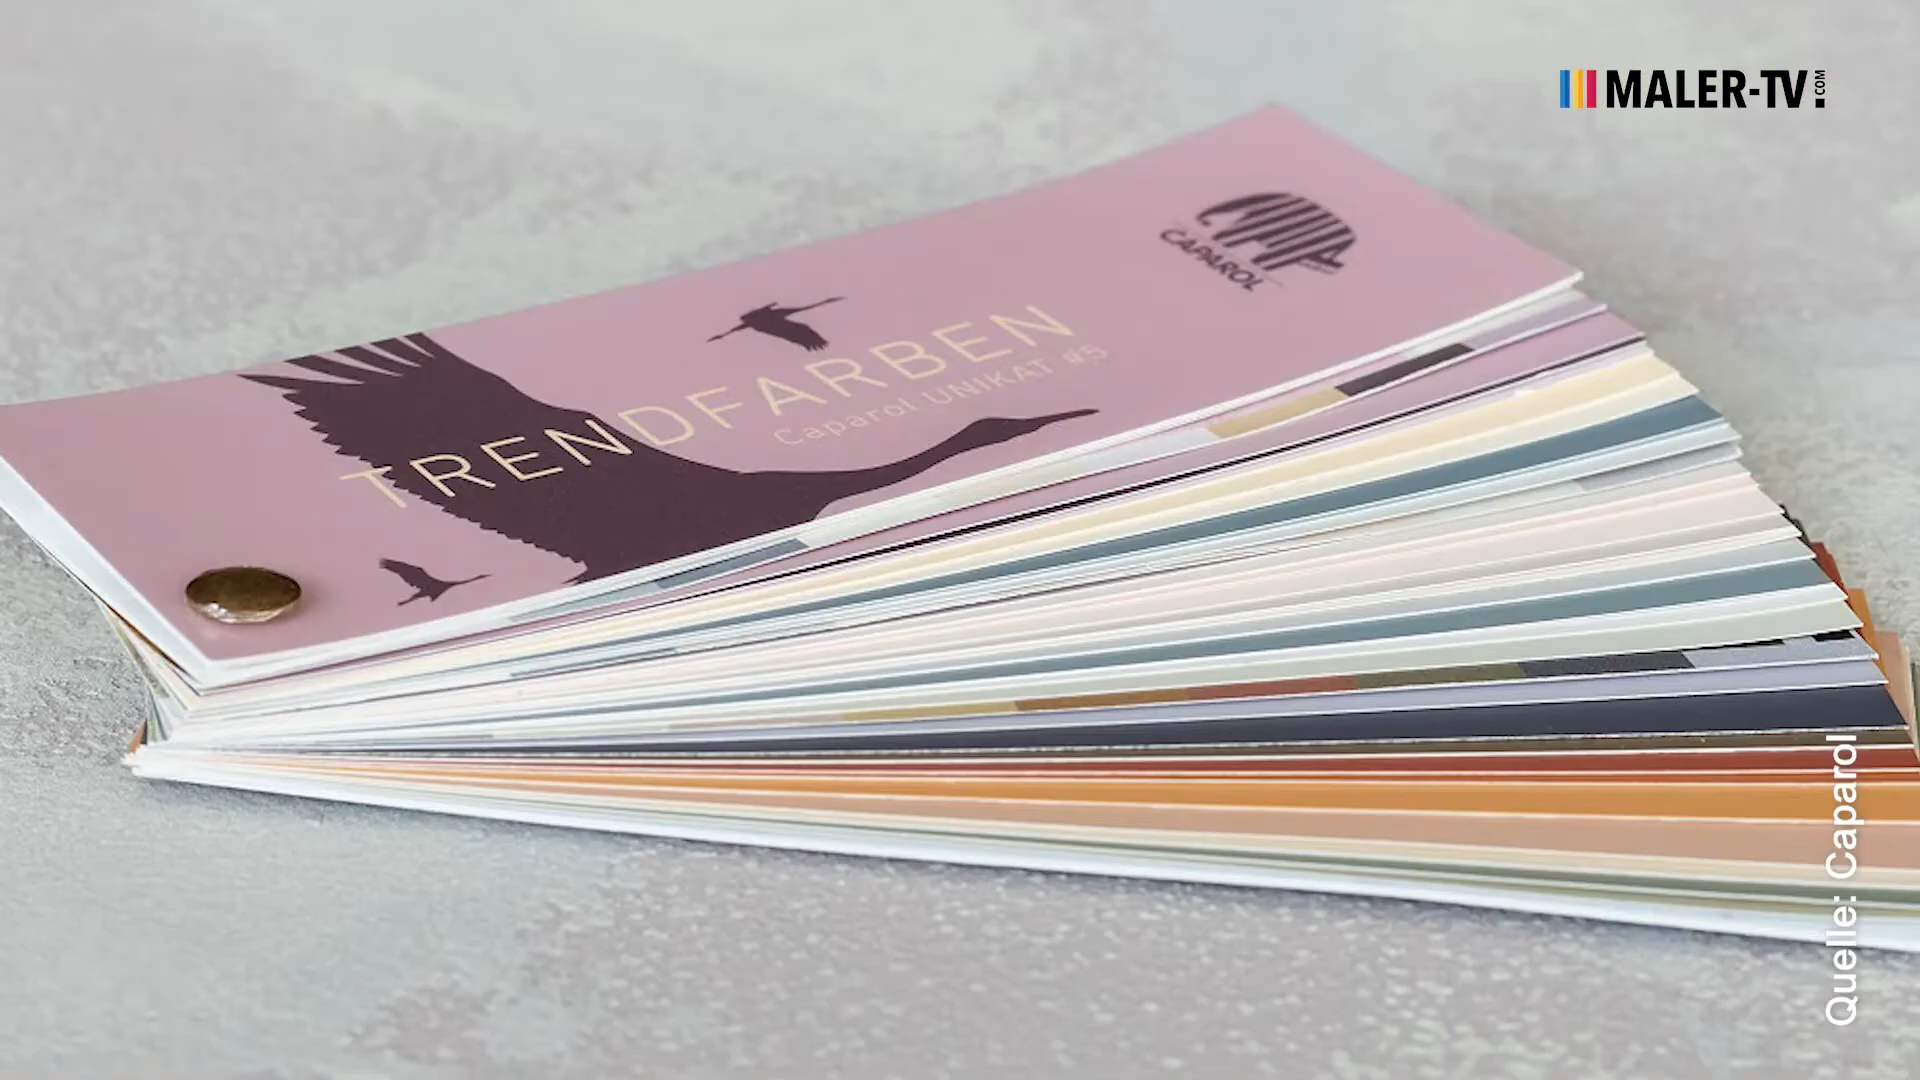 MALER-TV.COM
CAPAROL
TRENDFARBEN
Caparol UNIKAT #5
Quelle: Caparol